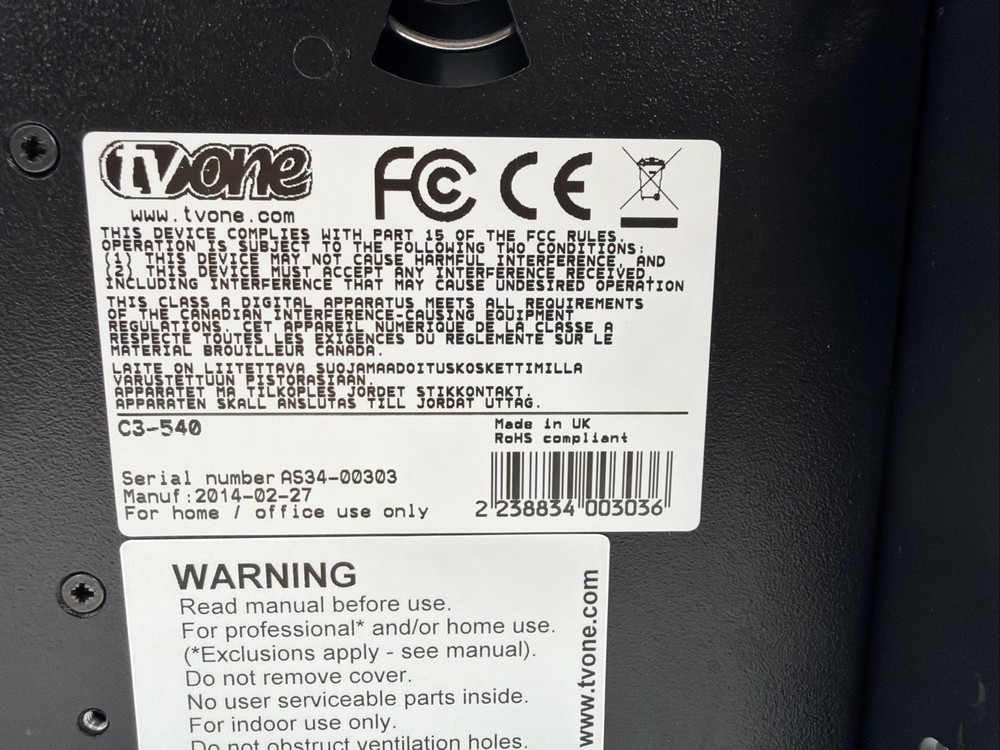 tvone
FC CE
www.tvone.com
THIS DEVICE COMPLIES WITH PART 15 OF THE FCC RULES.
OPERATION IS SUBJECT TO THE FOLLOWING TWO CONDITIONS:
(1) THIS DEVICE MAY NOT CAUSE HARMFUL INTERFERENCE, AND
(2) THIS DEVICE MUST ACCEPT ANY INTERFERENCE RECEIVED,
INCLUDING INTERFERENCE THAT MAY CAUSE UNDESIRED OPERATION
THIS CLASS A DIGITAL APPARATUS MEETS ALL REQUIREMENTS
OF THE CANADIAN INTERFERENCE-CAUSING EQUIPMENT
REGULATIONS. CET APPAREIL NUMERIQUE DE LA CLASSE A
RESPECTE TOUTES LES EXIGENCES DU REGLEMENTE SUR LE
MATERIAL BROUILLEUR CANADA.
LAITE ON LIITETTAVA SUOJAMAADOITUSKOSKETTIMILLA
VARUSTETTUUN PISTORASIAAN.
APPARATET MA TILKOPLES JORDET STIKKONTAKT.
APPARATEN SKALL ANSLUTAS TILL JORDAT UTTAG.
C3-540
Made in UK
RoHS compliant
Serial number AS34-00303
Manuf:2014-02-27
For home / office use only
2 238834 003036
WARNING
Read manual before use.
For professional* and/or home use.
(*Exclusions apply - see manual).
Do not remove cover.
No user serviceable parts inside.
For indoor use only.
Do not obstruct ventilation holes.
www.tvone.com